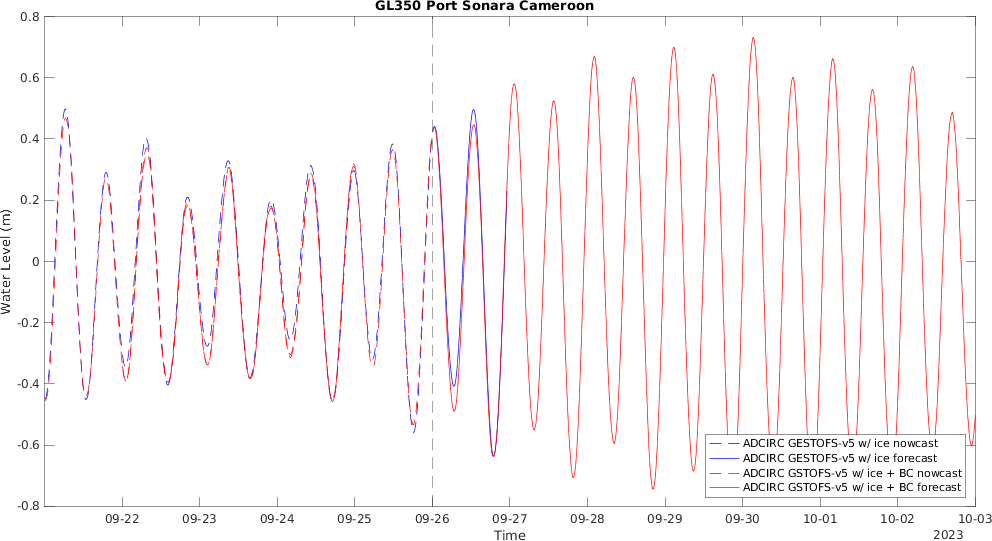 GL350 Port Sonara Cameroon
0.8
0.6
0.4
0.2
0
-0.2
-0.4
-0.6
-0.8
Water Level (m)
ADCIRC GESTOFS-v5 w/ ice nowcast
ADCIRC GESTOFS-v5 w/ ice forecast
ADCIRC GSTOFS-v5 w/ ice + BC nowcast
ADCIRC GSTOFS-v5 w/ ice + BC forecast
09-22 09-23 09-24 09-25 09-26 09-27 09-28 09-29 09-30 10-01 10-02 10-03
Time
2023